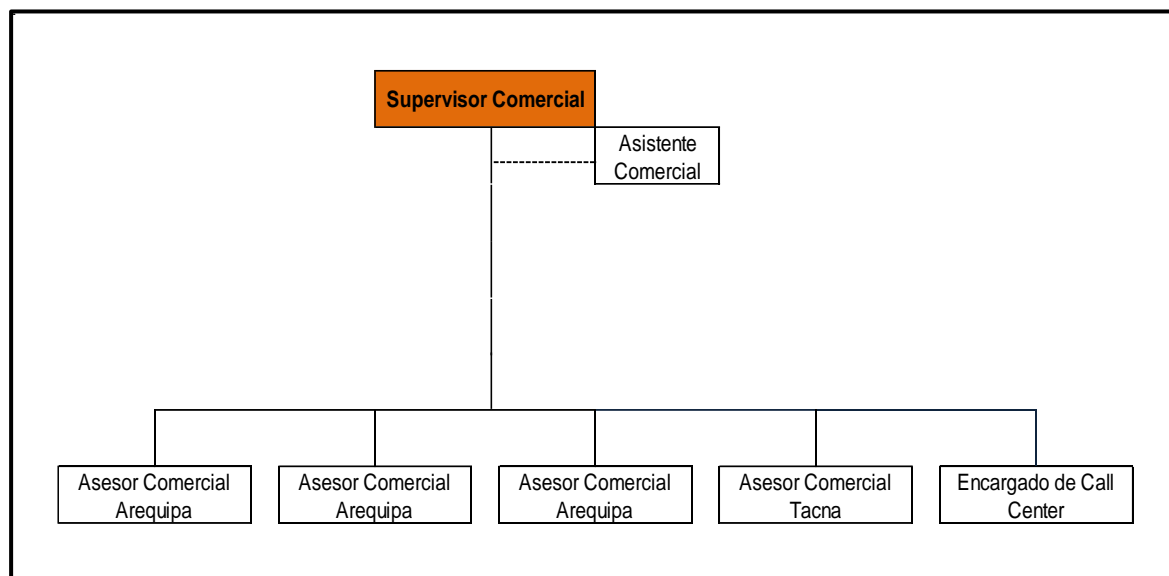 Supervisor Comercial
Asistente
Comercial
Asesor Comercial
Arequipa
Asesor Comercial
Arequipa
Asesor Comercial
Arequipa
Asesor Comercial
Tacna
Encargado de Call
Center